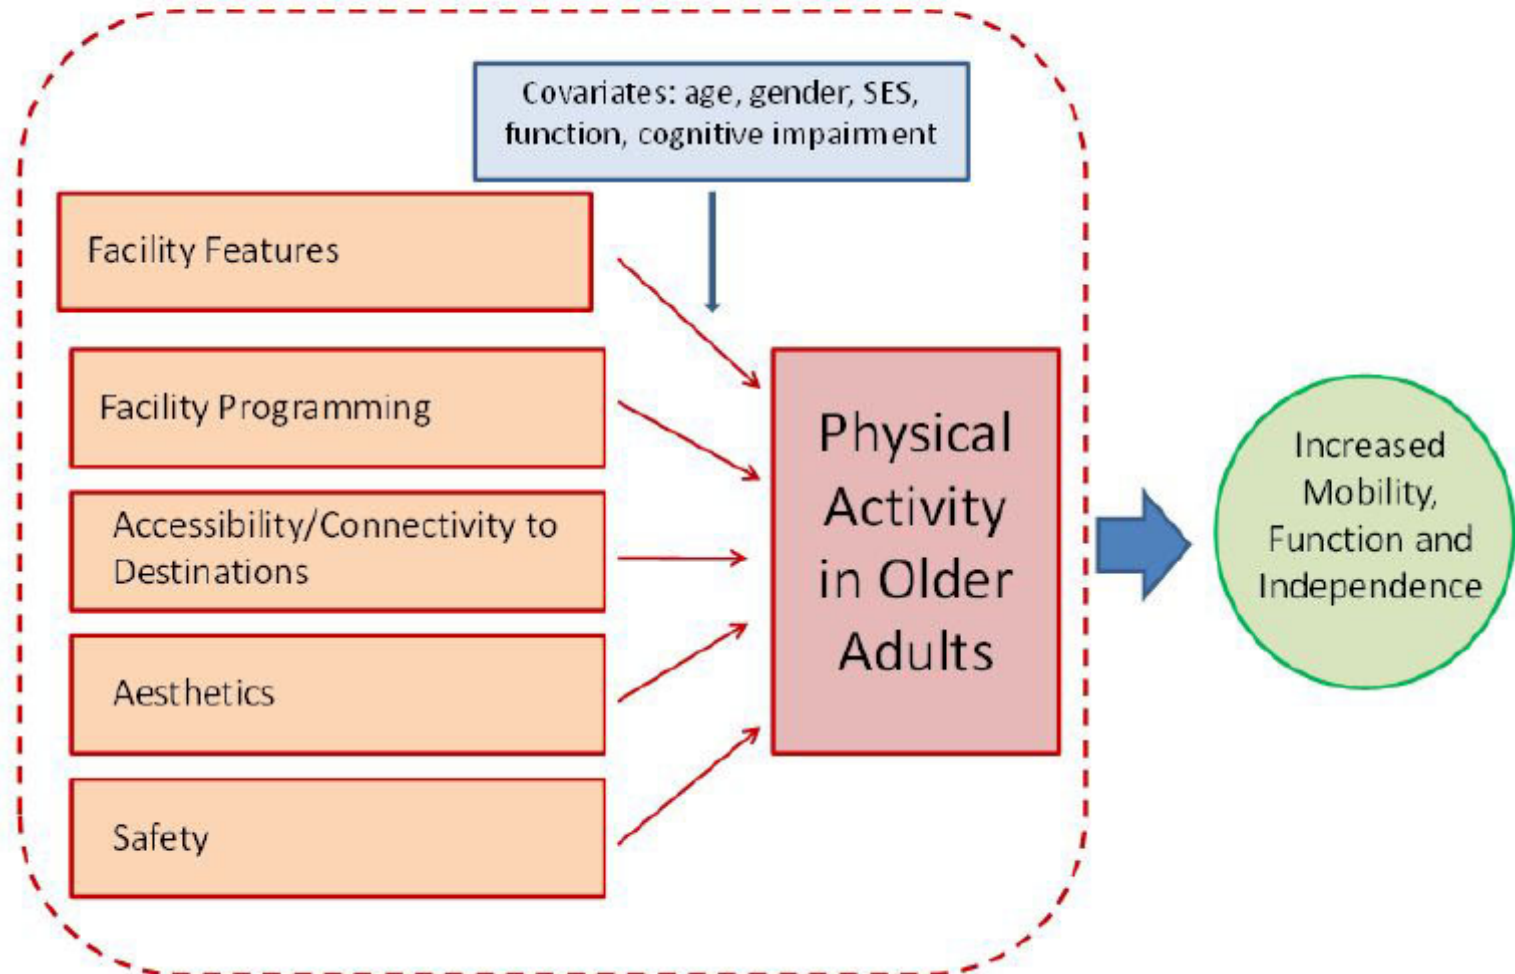 Covariates: age, gender, SES,
function, cognitive impairment
Facility Features
Facility Programming
Accessibility/Connectivity to
Destinations
Aesthetics
Safety
Physical
Activity
in Older
Adults
Increased
Mobility,
Function and
Independence